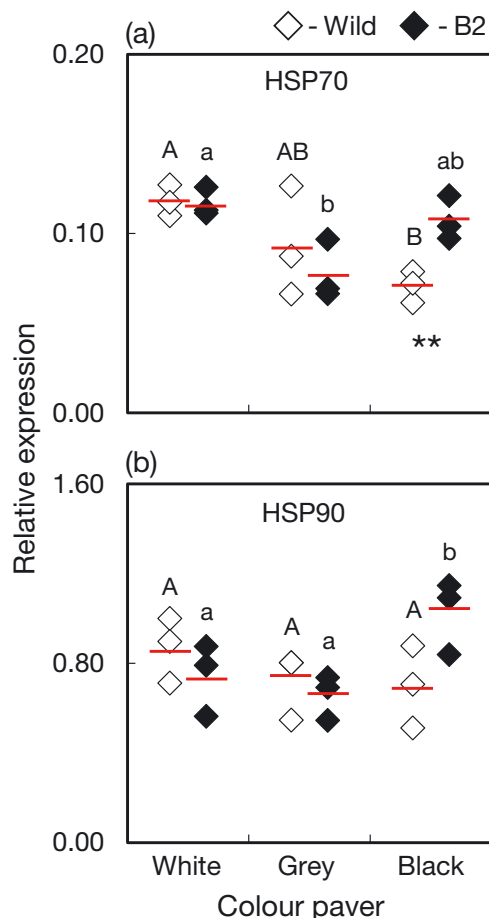 ◇ - Wild ◆ - B2
(a)
0.20
HSP70
A a AB b B ab
0.10
**
0.00
Relative expression
(b)
1.60
HSP90
A a A a A b
0.80
0.00
White Grey Black
Colour paver